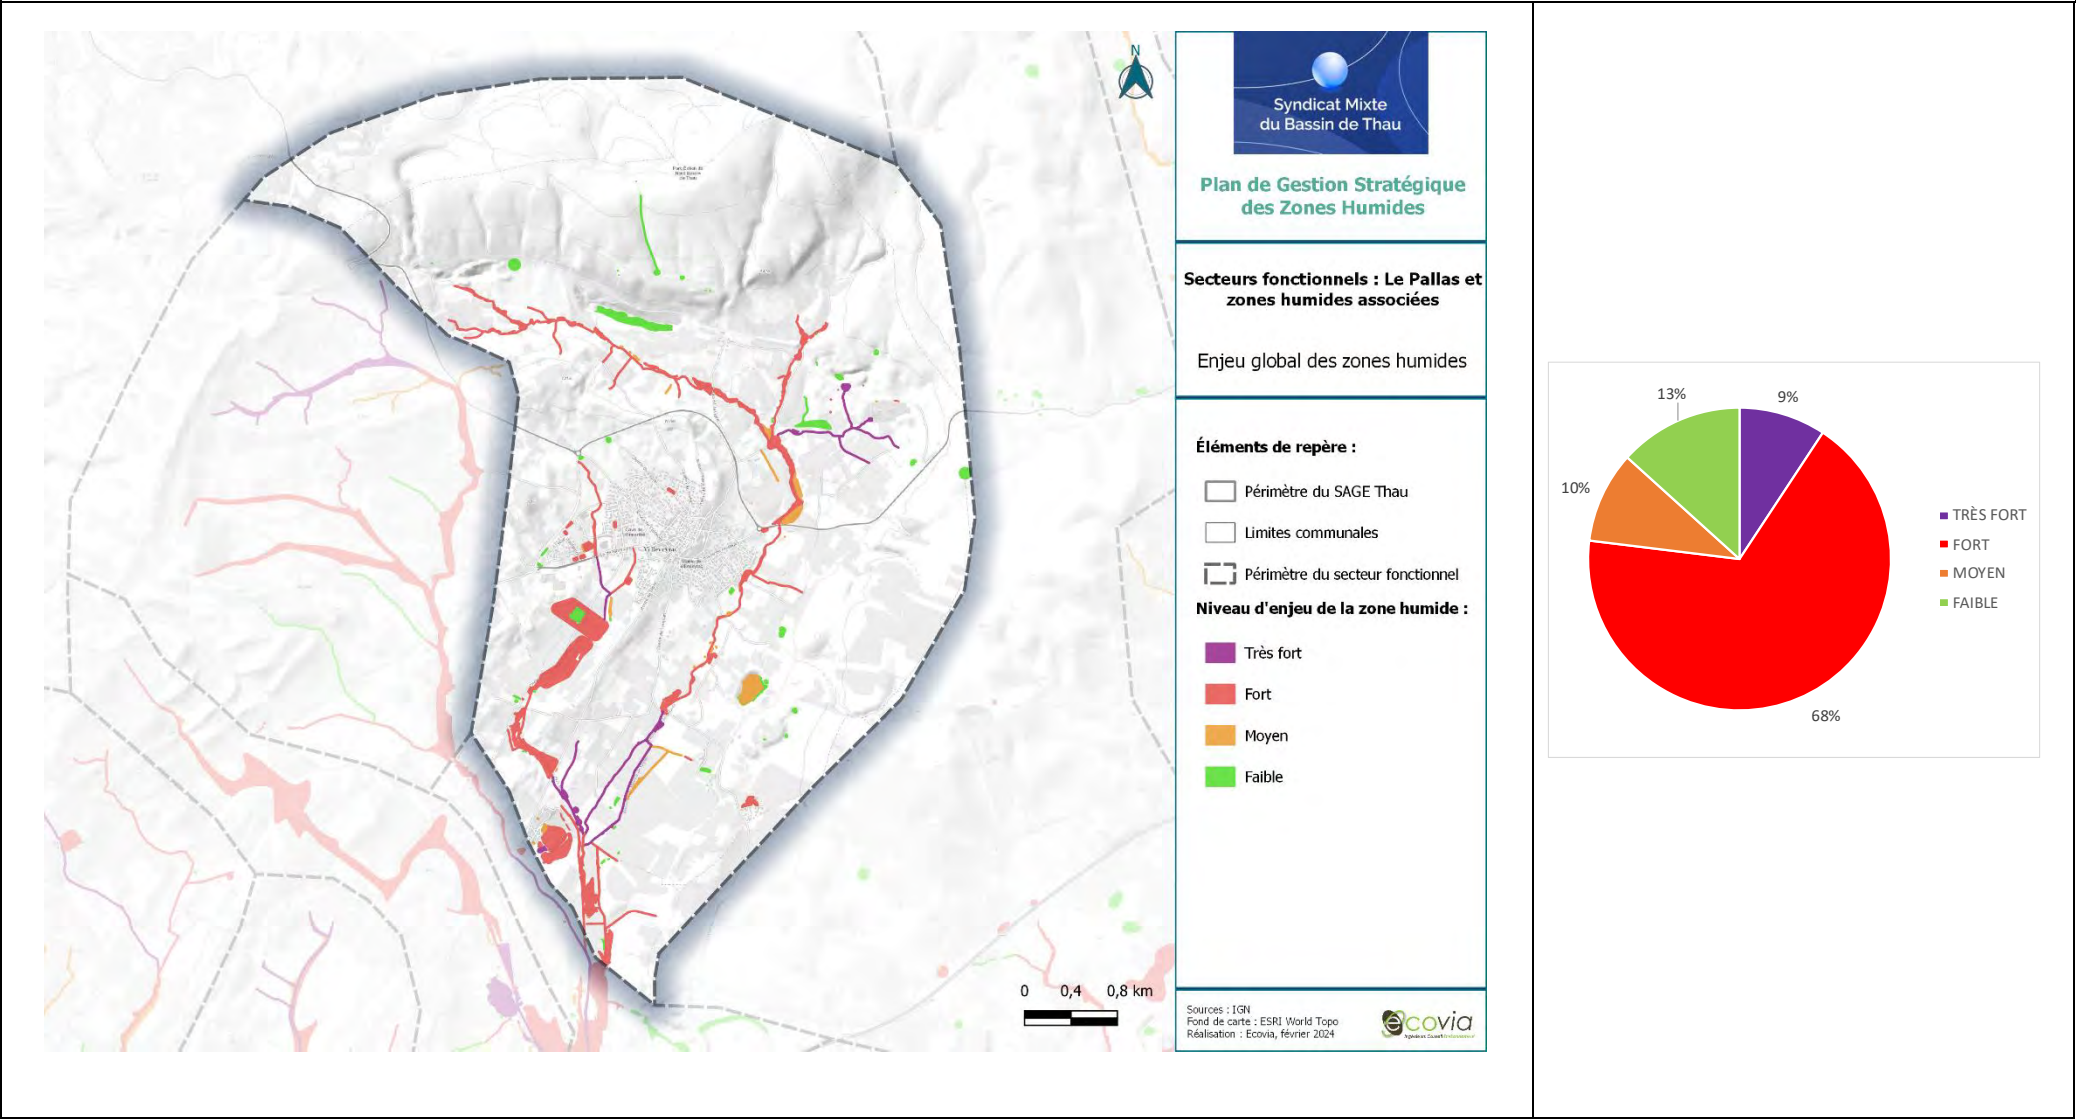 N
Syndicat Mixte
du Bassin de Thau
Plan de Gestion Stratégique
des Zones Humides
Secteurs fonctionnels : Le Pallas et
zones humides associées
Enjeu global des zones humides
Éléments de repère :
Périmètre du SAGE Thau
Limites communales
Périmètre du secteur fonctionnel
Niveau d'enjeu de la zone humide :
Très fort
Fort
Moyen
Faible
0 0,4 0,8 km
Sources : IGN
Fond de carte : ESRI World Topo
Réalisation : Ecovia, février 2024
ecovia
13%
9%
10%
68%
TRÈS FORT
FORT
MOYEN
FAIBLE